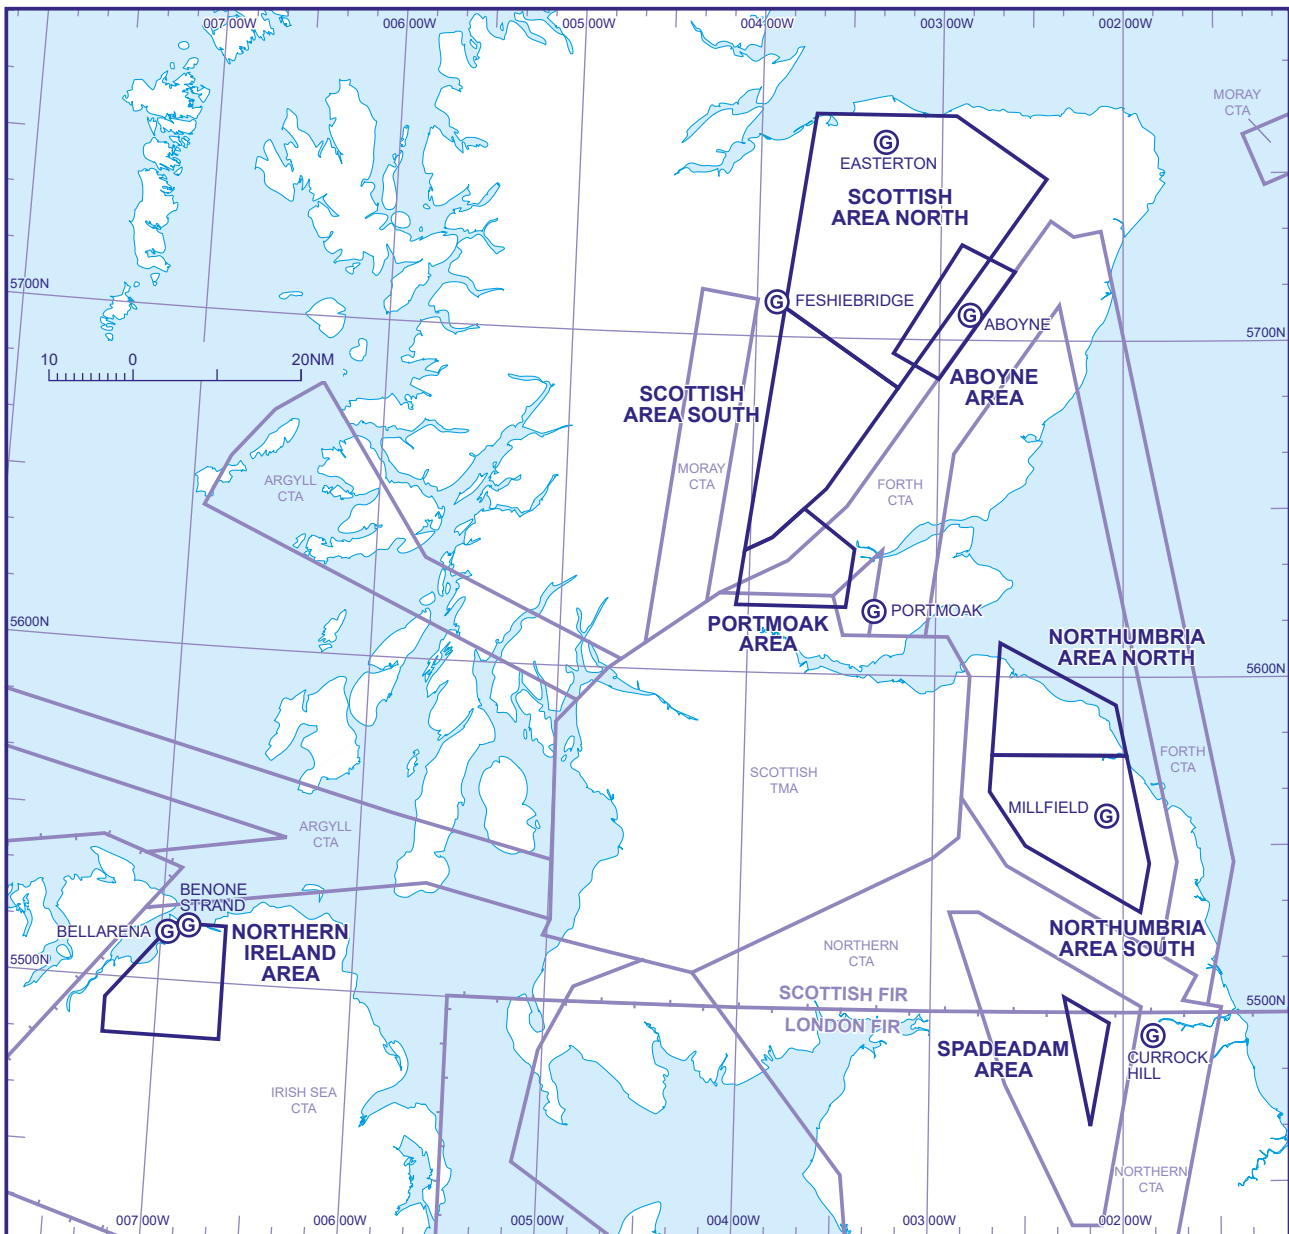 007 00W
006 00W
005 00W
004 00W
003 00W
002 00W
MORAY
CTA
G
EASTERTON
SCOTTISH
AREA NORTH
5700N
G
FESHIEBRIDGE
G
ABOYNE
5700N
10 0 20NM
SCOTTISH
AREA SOUTH
ABOYNE
AREA
MORAY
CTA
ARGYLL
CTA
FORTH
CTA
G
PORTMOAK
PORTMOAK
AREA
5600N
NORTHUMBRIA
AREA NORTH
5600N
FORTH
CTA
SCOTTISH
TMA
MILLFIELD
G
ARGYLL
CTA
BENONE
STRAND
BELLARENA
G
G
NORTHERN
IRELAND
AREA
NORTHUMBRIA
AREA SOUTH
NORTHERN
CTA
5500N
SCOTTISH FIR
LONDON FIR
5500N
SPADEADAM
AREA
G
CURROCK
HILL
IRISH SEA
CTA
NORTHERN
CTA
007 00W
006 00W
005 00W
004 00W
003 00W
002 00W